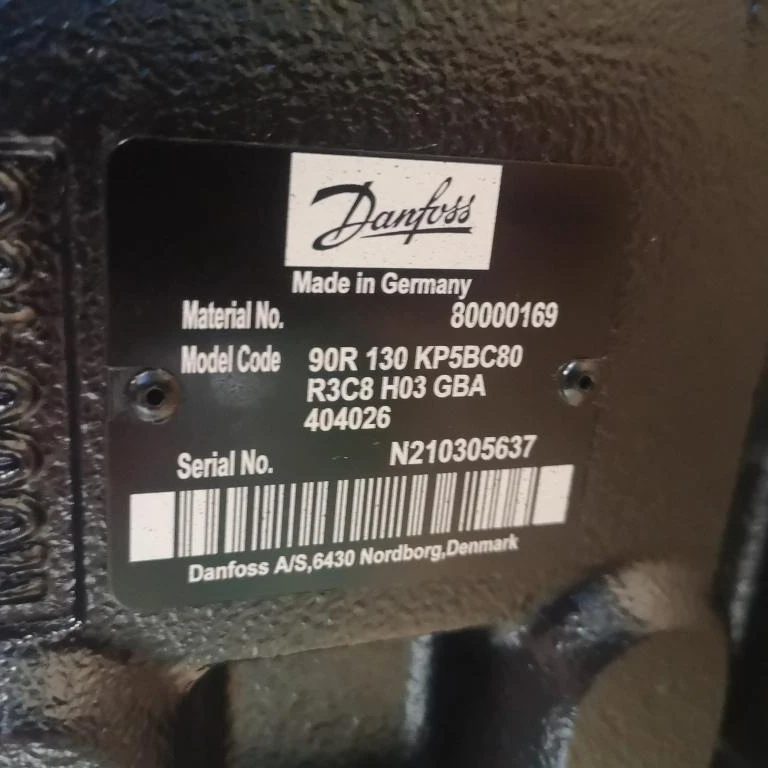 Danfoss
Made in Germany
Material No. 80000169
Model Code 90R 130 KP5BC80
R3C8 H03 GBA
404026
Serial No. N210305637
Danfoss A/S,6430 Nordborg,Denmark